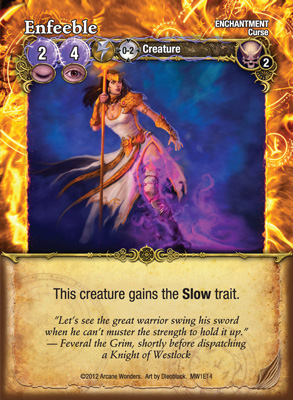 Enfeeble
ENCHANTMENT
Curse
2 4 0-2 Creature
2
This creature gains the Slow trait.
"Let's see the great warrior swing his sword
when he can't muster the strength to hold it up."
— Feveral the Grim, shortly before dispatching
a Knight of Westlock
©2012 Arcane Wonders. Art by Dieoblask. MW1E14